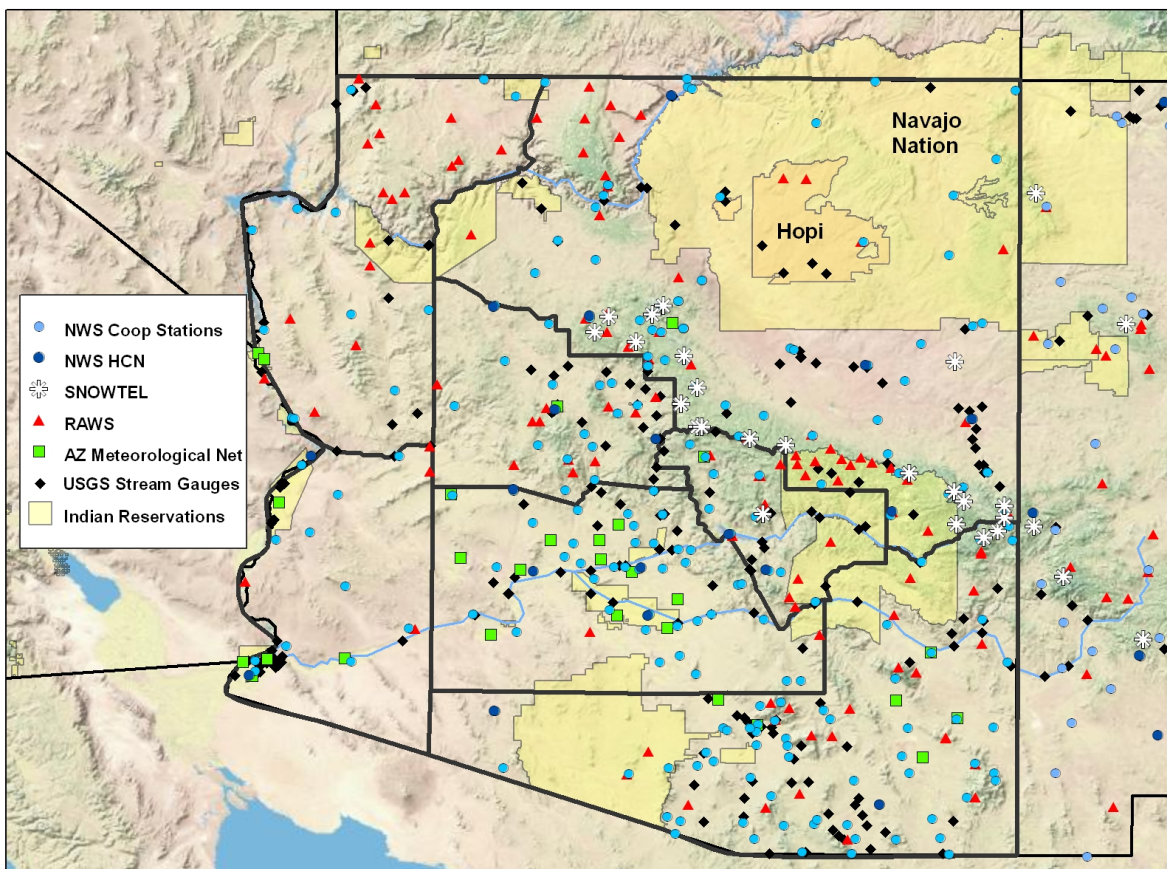 Navajo
Nation
Hopi
NWS Coop Stations
NWS HCN
SNOWTEL
RAWS
AZ Meteorological Net
USGS Stream Gauges
Indian Reservations